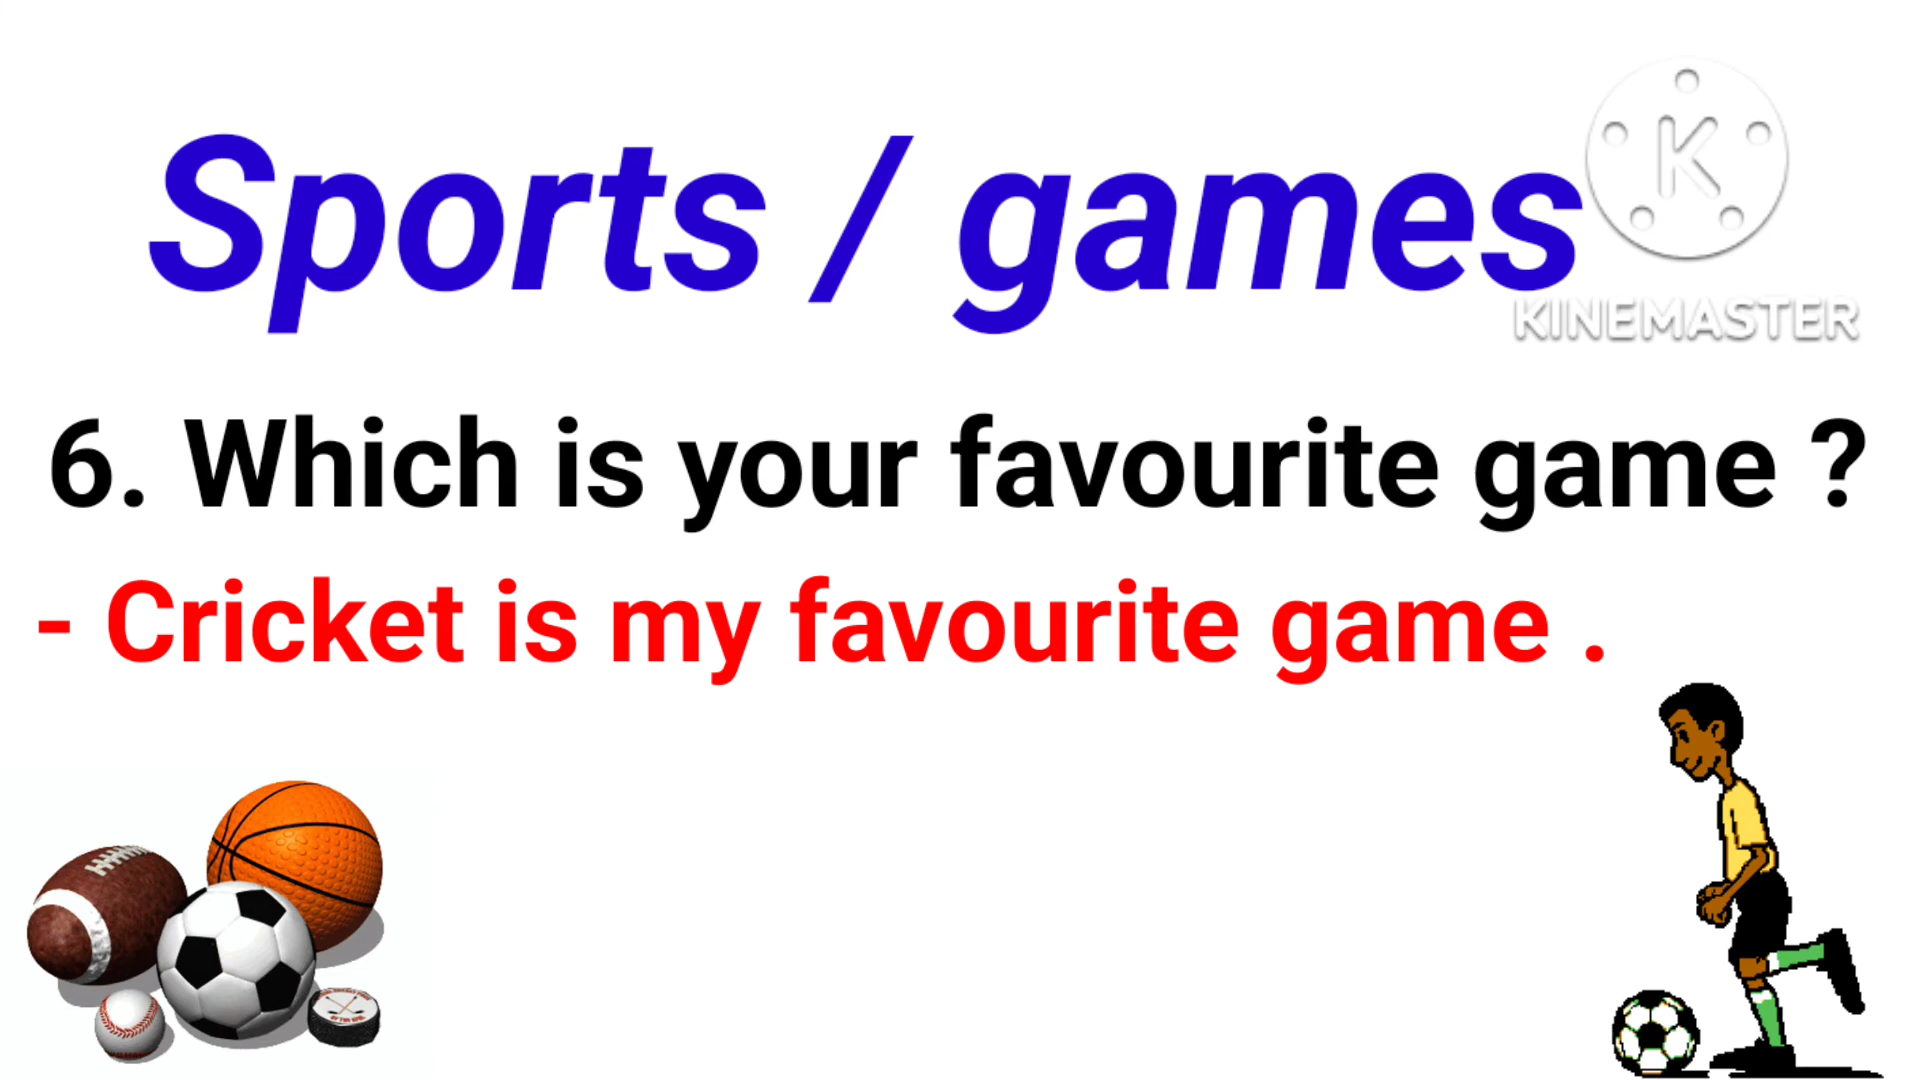 Sports / games
K
KINEMASTER
6. Which is your favourite game ?
- Cricket is my favourite game .